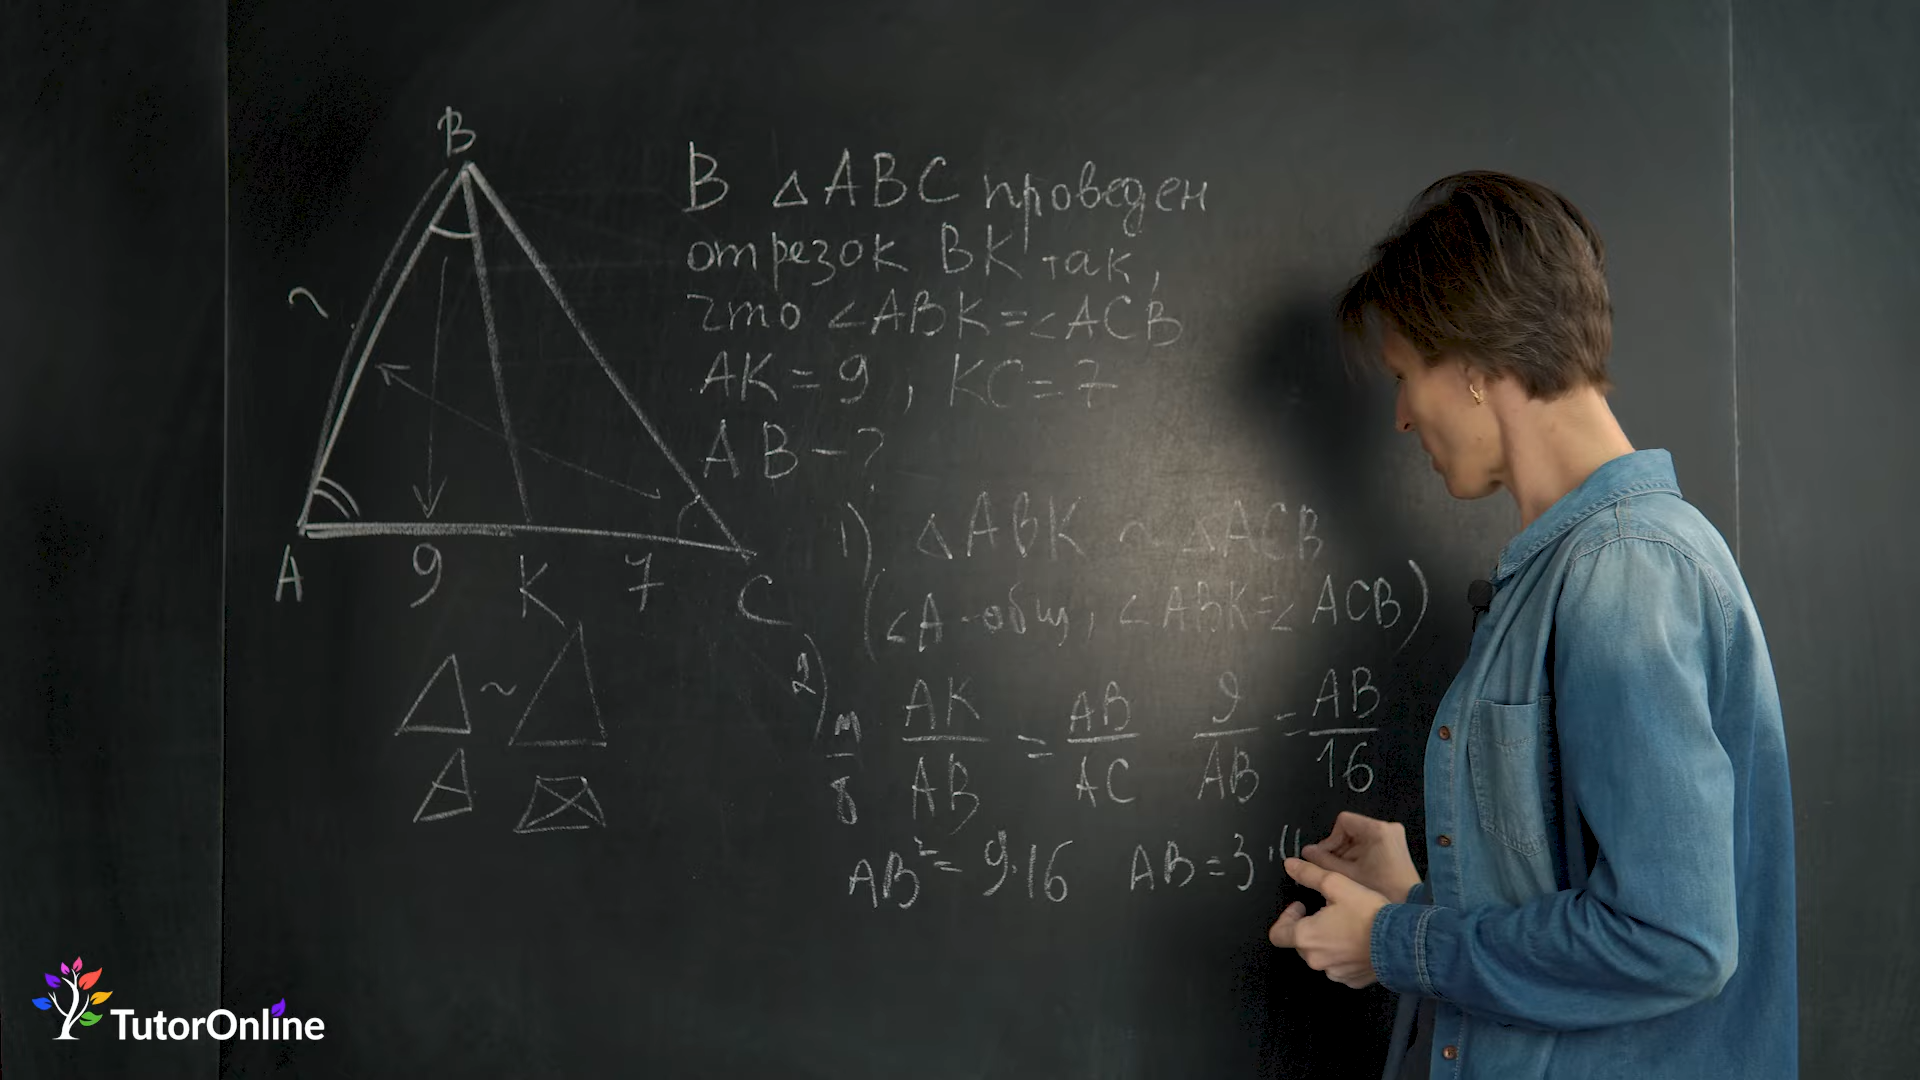 B
A
9
K
7
C
~
~
В △ABC проведен
отрезок BK так,
что ∠ABK=∠ACB
AK=9, KC=7
AB-?
1) △ABK ~ △ACB
(∠A-общ, ∠ABK=∠ACB)
2) м/б AK/AB = AB/AC 9/AB = AB/16
AB²=9·16 AB=3·4
TutorOnline